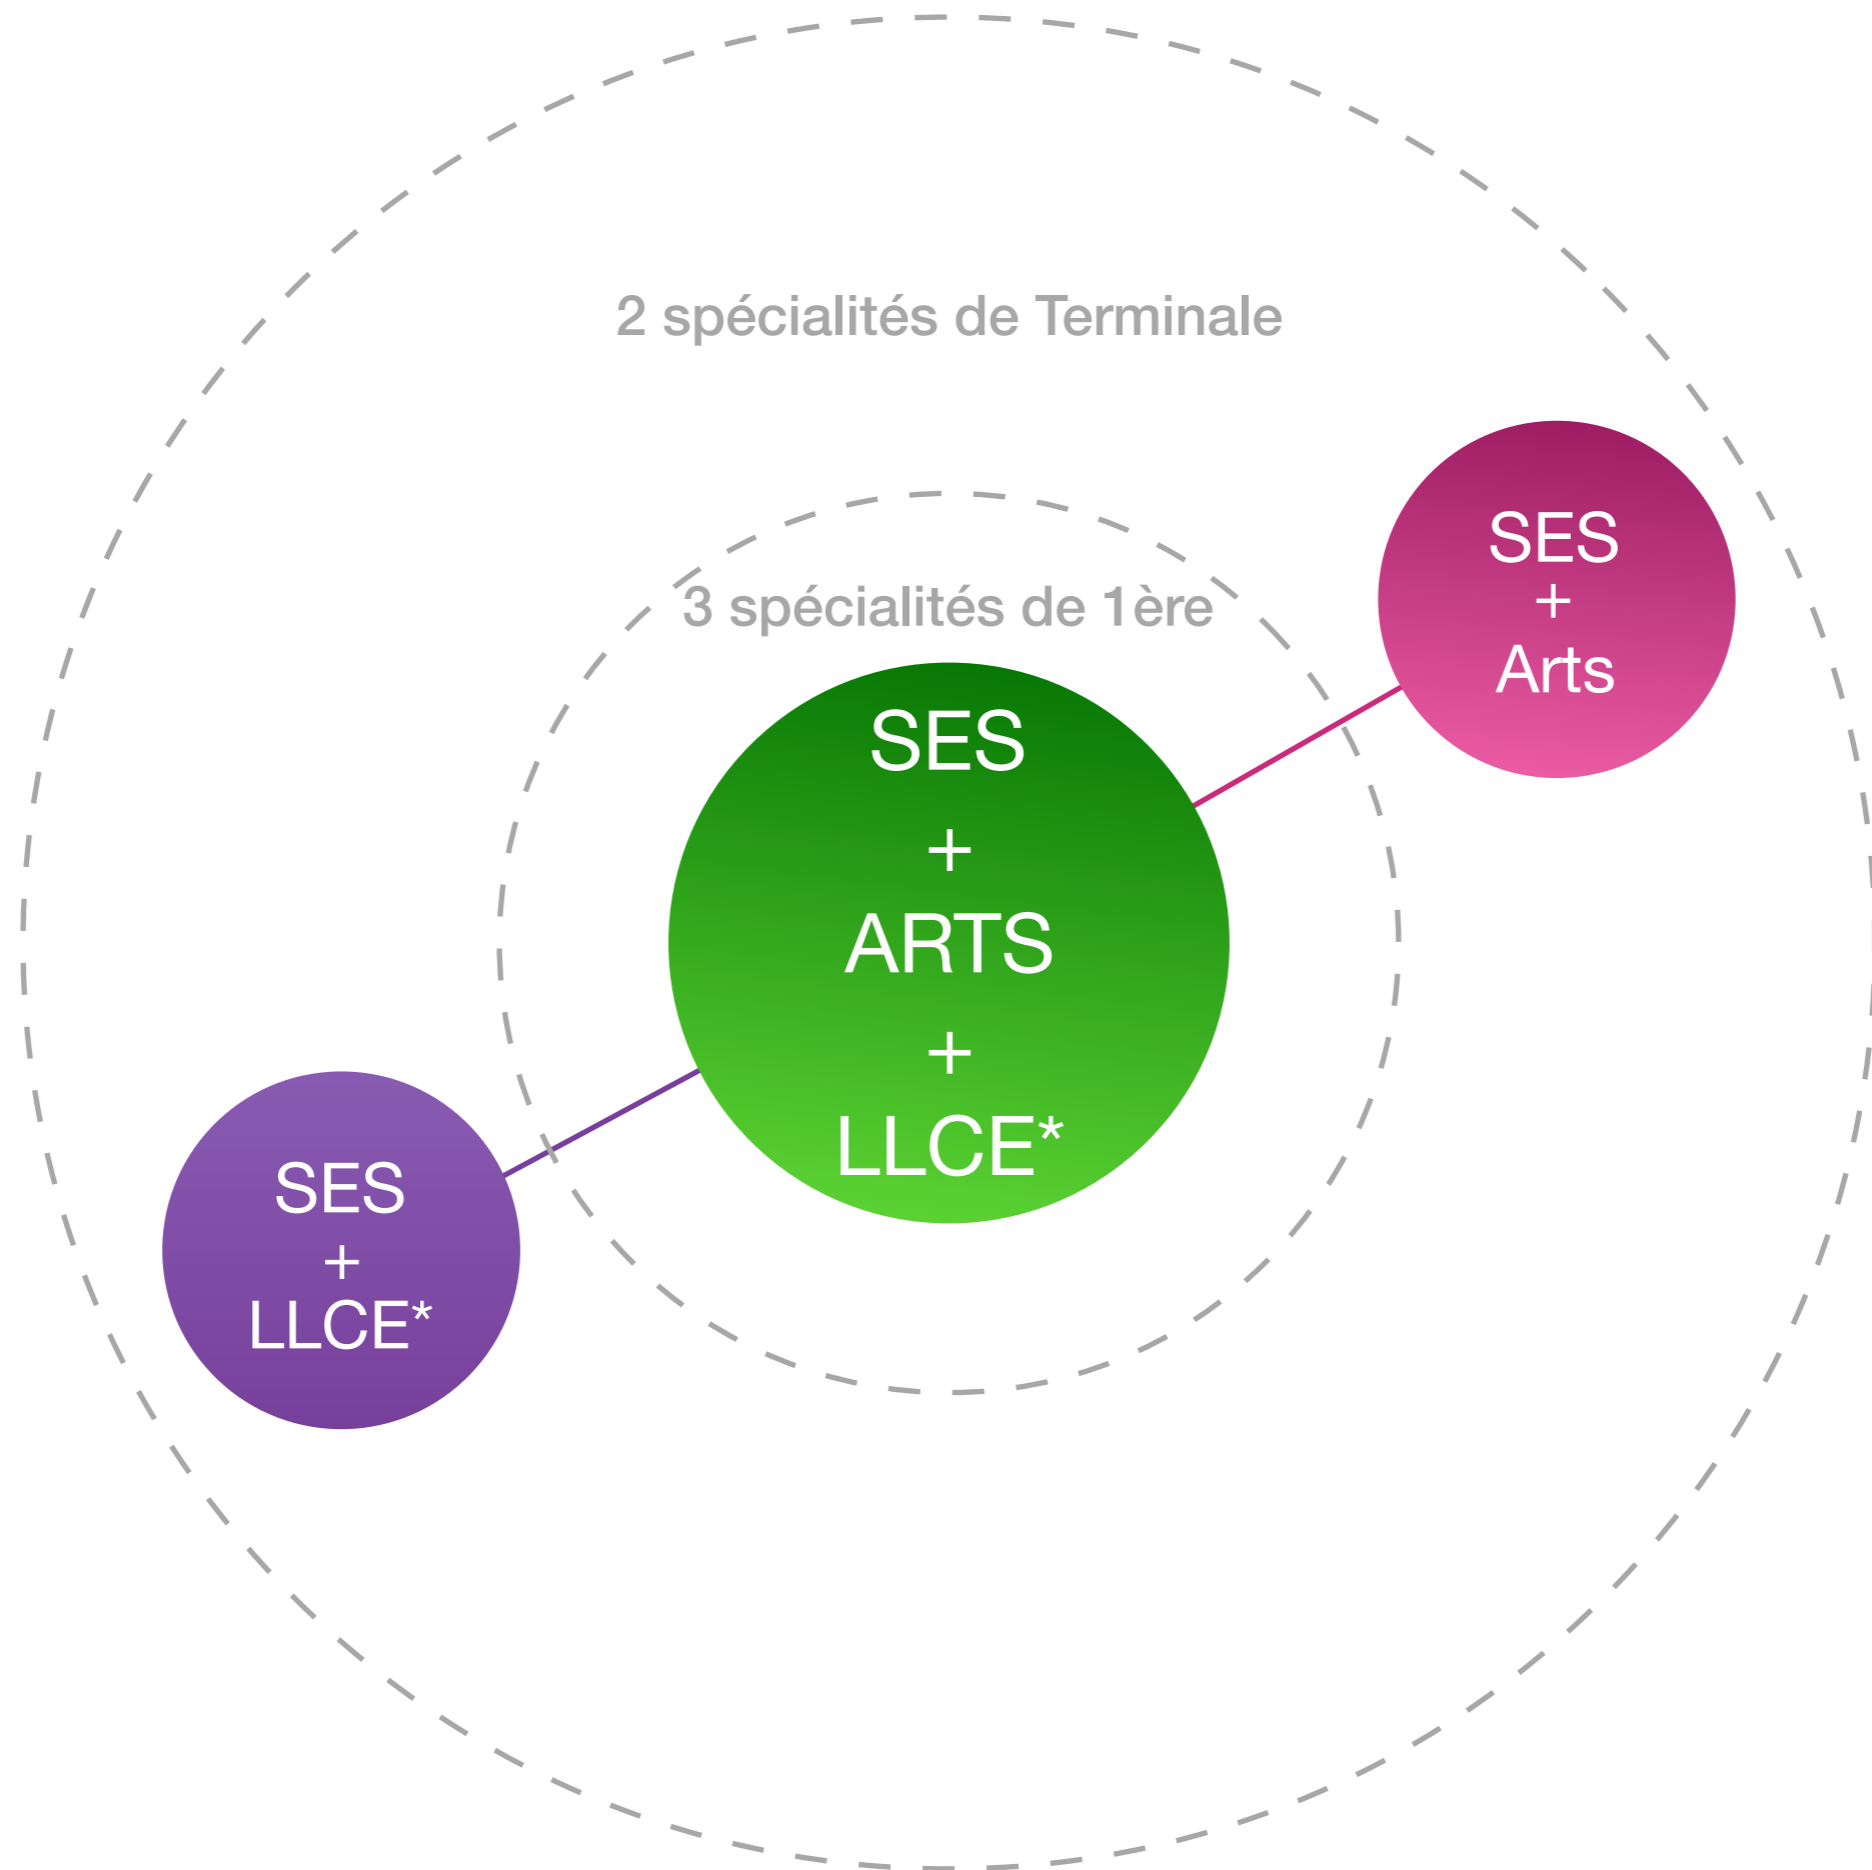 2 spécialités de Terminale
3 spécialités de 1ère
SES
+
Arts
SES
+
ARTS
+
LLCE*
SES
+
LLCE*